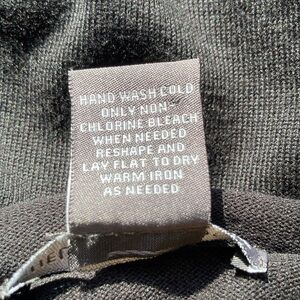 HAND WASH COLD
ONLY NON-
CHLORINE BLEACH
WHEN NEEDED
RESHAPE AND
LAY FLAT TO DRY
WARM IRON
AS NEEDED